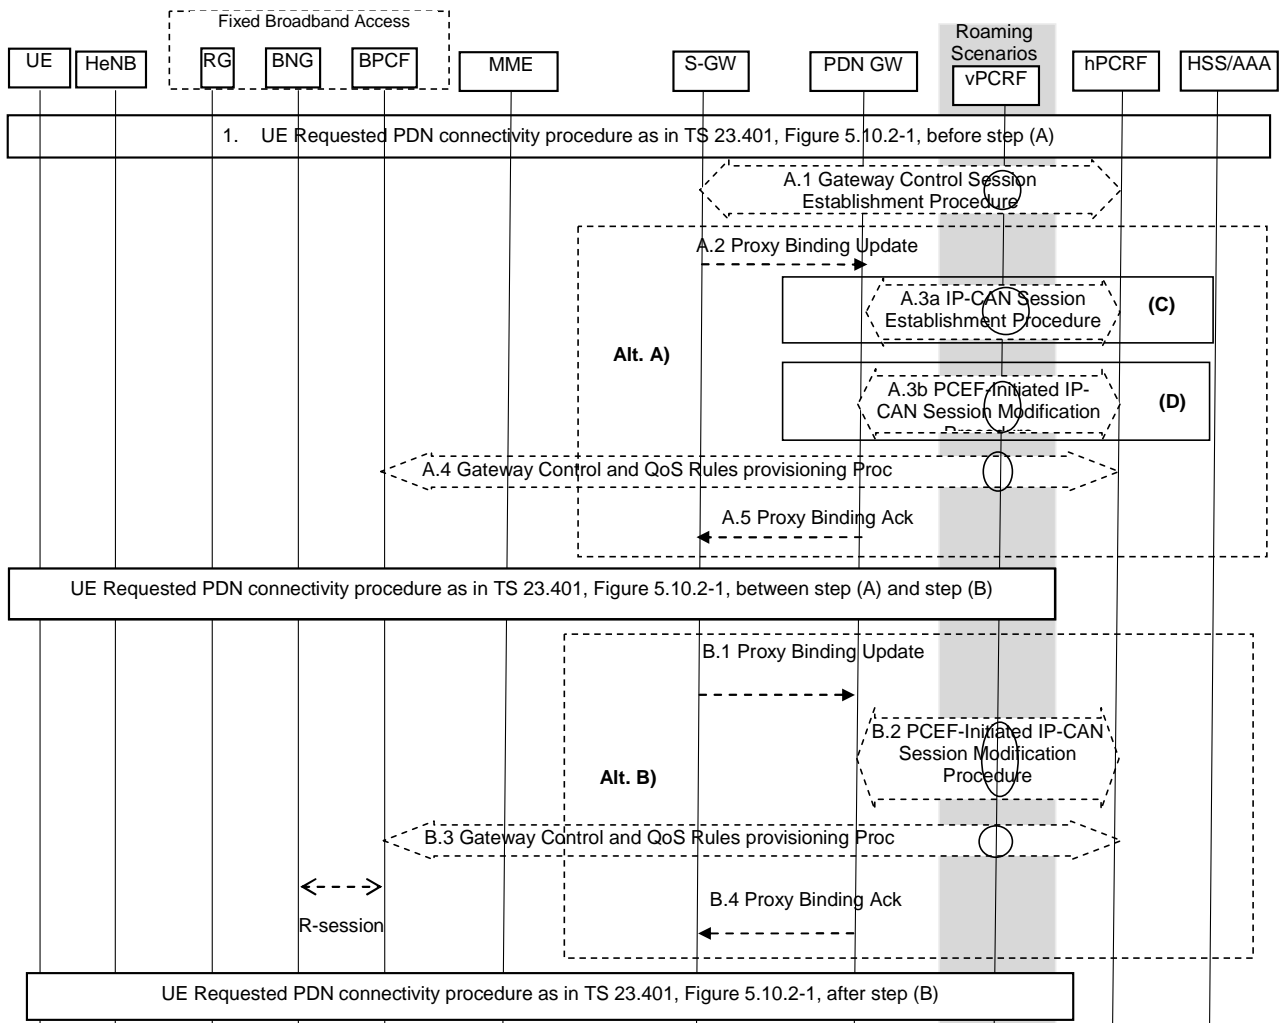 Fixed Broadband Access
Roaming
Scenarios
UE
HeNB
RG
BNG
BPCF
MME
S-GW
PDN GW
vPCRF
hPCRF
HSS/AAA
1. UE Requested PDN connectivity procedure as in TS 23.401, Figure 5.10.2-1, before step (A)
A.1 Gateway Control Session
Establishment Procedure
A.2 Proxy Binding Update
A.3a IP-CAN Session
Establishment Procedure
(C)
Alt. A)
A.3b PCEF-Initiated IP-
CAN Session Modification
(D)
A.4 Gateway Control and QoS Rules provisioning Proc
A.5 Proxy Binding Ack
UE Requested PDN connectivity procedure as in TS 23.401, Figure 5.10.2-1, between step (A) and step (B)
B.1 Proxy Binding Update
B.2 PCEF-Initiated IP-CAN
Session Modification
Procedure
Alt. B)
B.3 Gateway Control and QoS Rules provisioning Proc
B.4 Proxy Binding Ack
R-session
UE Requested PDN connectivity procedure as in TS 23.401, Figure 5.10.2-1, after step (B)